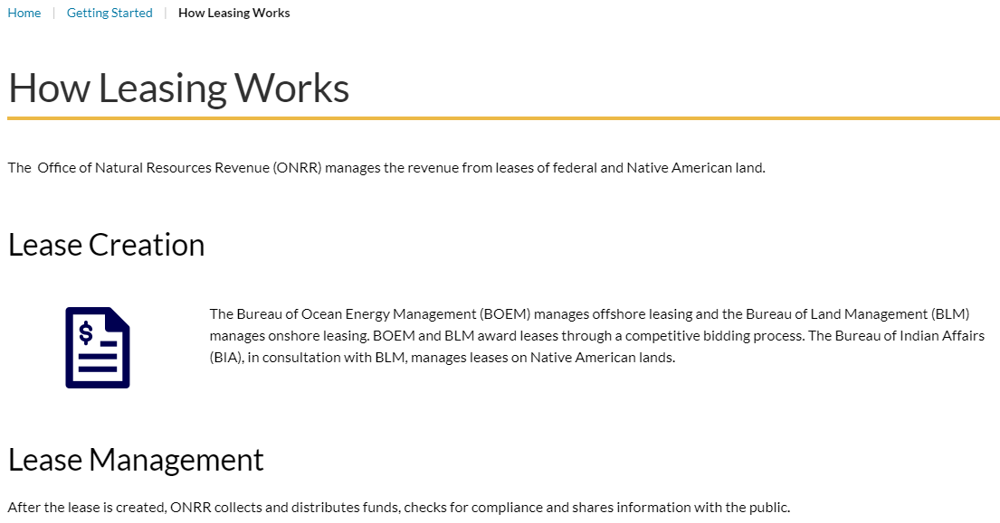 Home | Getting Started | How Leasing Works
How Leasing Works
The  Office of Natural Resources Revenue (ONRR) manages the revenue from leases of federal and Native American land.
Lease Creation
$
The Bureau of Ocean Energy Management (BOEM) manages offshore leasing and the Bureau of Land Management (BLM)
manages onshore leasing. BOEM and BLM award leases through a competitive bidding process. The Bureau of Indian Affairs
(BIA), in consultation with BLM, manages leases on Native American lands.
Lease Management
After the lease is created, ONRR collects and distributes funds, checks for compliance and shares information with the public.